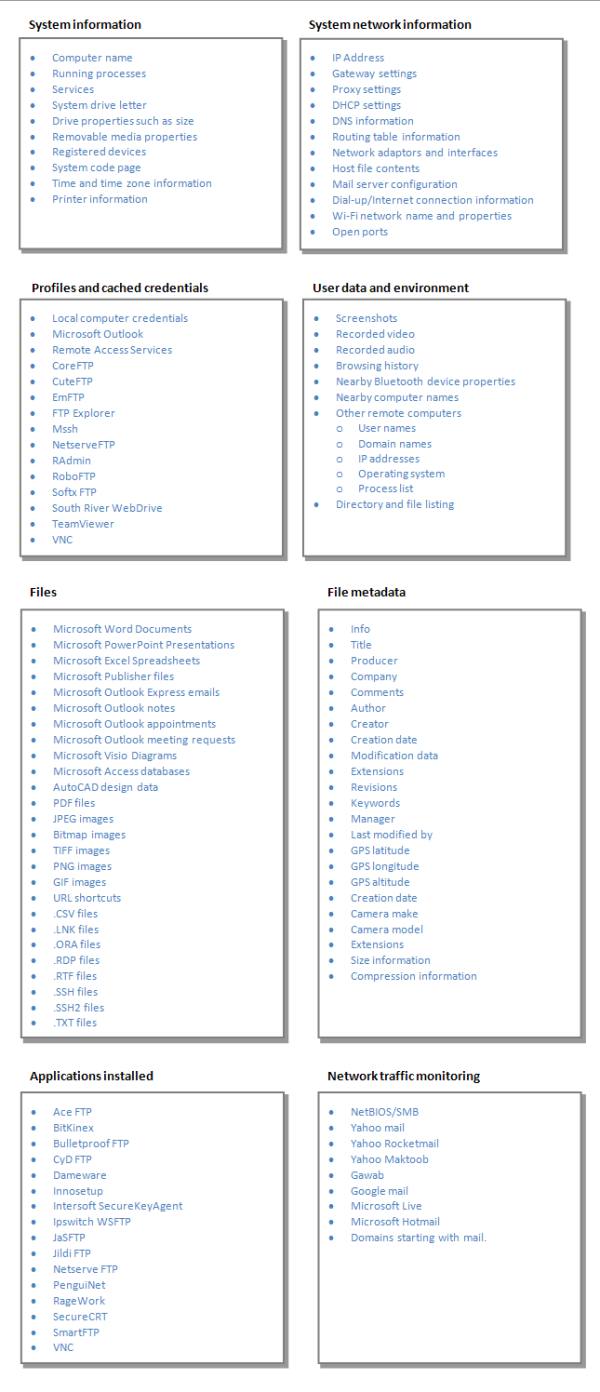 System information
• Computer name
• Running processes
• Services
• System drive letter
• Drive properties such as size
• Removable media properties
• Registered devices
• System code page
• Time and time zone information
• Printer information
System network information
• IP Address
• Gateway settings
• Proxy settings
• DHCP settings
• DNS information
• Routing table information
• Network adaptors and interfaces
• Host file contents
• Mail server configuration
• Dial-up/Internet connection information
• Wi-Fi network name and properties
• Open ports
Profiles and cached credentials
• Local computer credentials
• Microsoft Outlook
• Remote Access Services
• CoreFTP
• CuteFTP
• EmFTP
• FTP Explorer
• Mssh
• NetserveFTP
• RAdmin
• RoboFTP
• Softx FTP
• South River WebDrive
• TeamViewer
• VNC
User data and environment
• Screenshots
• Recorded video
• Recorded audio
• Browsing history
• Nearby Bluetooth device properties
• Nearby computer names
• Other remote computers
o User names
o Domain names
o IP addresses
o Operating system
o Process list
• Directory and file listing
Files
• Microsoft Word Documents
• Microsoft PowerPoint Presentations
• Microsoft Excel Spreadsheets
• Microsoft Publisher files
• Microsoft Outlook Express emails
• Microsoft Outlook notes
• Microsoft Outlook appointments
• Microsoft Outlook meeting requests
• Microsoft Visio Diagrams
• Microsoft Access databases
• AutoCAD design data
• PDF files
• JPEG images
• Bitmap images
• TIFF images
• PNG images
• GIF images
• URL shortcuts
• .CSV files
• .LNK files
• .ORA files
• .RDP files
• .RTF files
• .SSH files
• .SSH2 files
• .TXT files
File metadata
• Info
• Title
• Producer
• Company
• Comments
• Author
• Creator
• Creation date
• Modification data
• Extensions
• Revisions
• Keywords
• Manager
• Last modified by
• GPS latitude
• GPS longitude
• GPS altitude
• Creation date
• Camera make
• Camera model
• Extensions
• Size information
• Compression information
Applications installed
• Ace FTP
• BitKinex
• Bulletproof FTP
• CyD FTP
• Dameware
• Innosetup
• Intersoft SecureKeyAgent
• Ipswitch WSFTP
• JaSFTP
• Jildi FTP
• Netserve FTP
• PenguiNet
• RageWork
• SecureCRT
• SmartFTP
• VNC
Network traffic monitoring
• NetBIOS/SMB
• Yahoo mail
• Yahoo Rocketmail
• Yahoo Maktoob
• Gawab
• Google mail
• Microsoft Live
• Microsoft Hotmail
• Domains starting with mail.